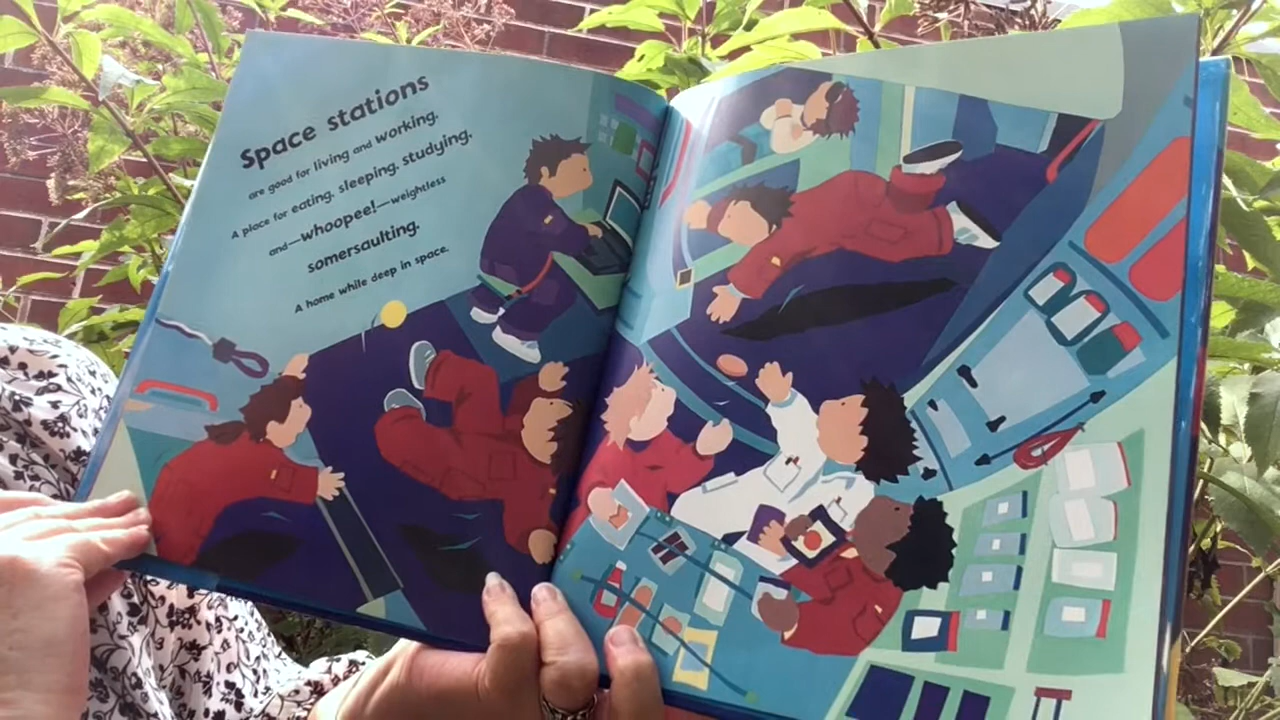 Space stations
are good for living and working.
A place for eating, sleeping, studying,
and—whoopee!—weightless
somersaulting.
A home while deep in space.